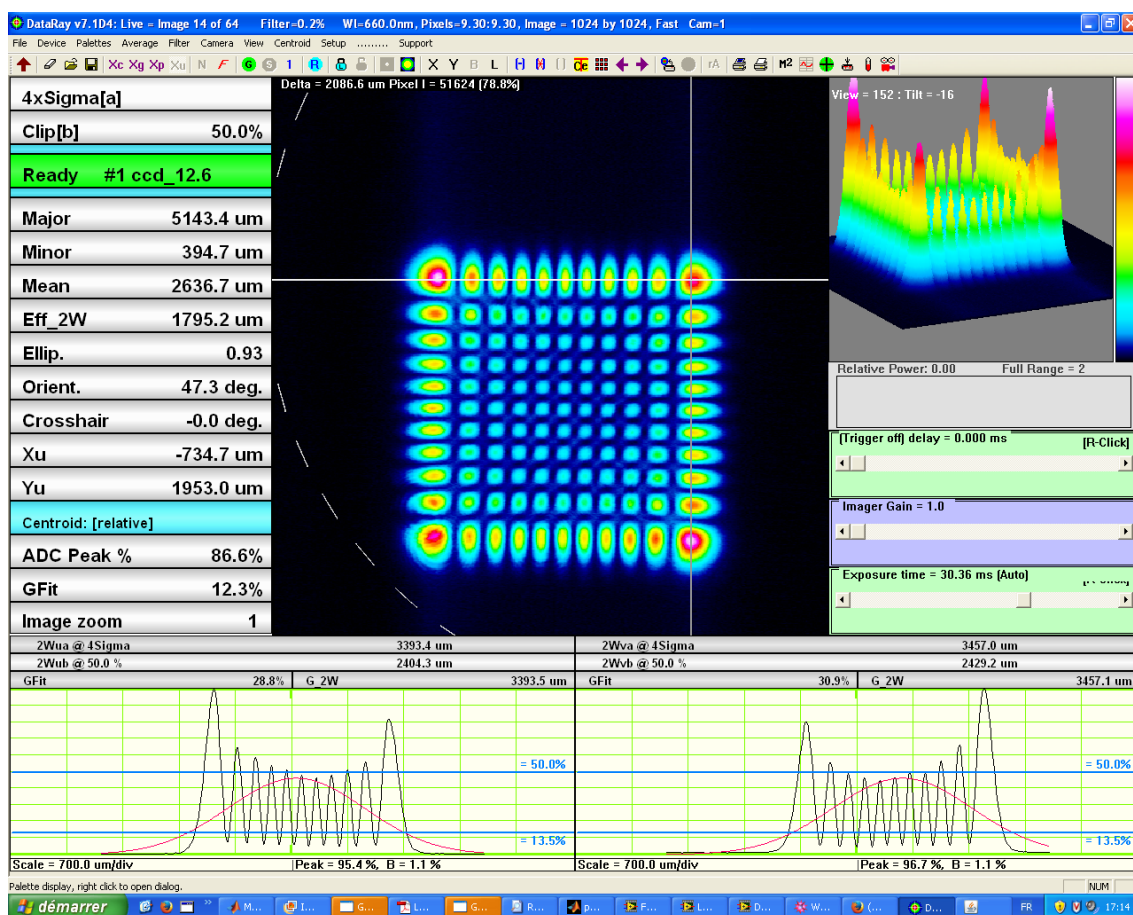 DataRay v7.1D4: Live = Image 14 of 64 Filter=0.2% Wl=660.0nm, Pixels=9.30:9.30, Image = 1024 by 1024, Fast Cam=1
File Device Palettes Average Filter Camera View Centroid Setup ......... Support
Xc Xg Xp Xu N F G S 1 R X Y B L rA M²
4xSigma[a]
Clip[b] 50.0%
Ready #1 ccd_12.6
Major 5143.4 um
Minor 394.7 um
Mean 2636.7 um
Eff_2W 1795.2 um
Ellip. 0.93
Orient. 47.3 deg.
Crosshair -0.0 deg.
Xu -734.7 um
Yu 1953.0 um
Centroid: [relative]
ADC Peak % 86.6%
GFit 12.3%
Image zoom 1
Delta = 2086.6 um Pixel I = 51624 (78.8%)
View = 152 : Tilt = -16
Relative Power: 0.00 Full Range = 2
(Trigger off) delay = 0.000 ms [R-Click]
Imager Gain = 1.0
Exposure time = 30.36 ms (Auto)
2Wua @ 4Sigma 3393.4 um
2Wub @ 50.0 % 2404.3 um
GFit 28.8% G_2W 3393.5 um
= 50.0%
= 13.5%
Scale = 700.0 um/div Peak = 95.4 %, B = 1.1 %
2Wva @ 4Sigma 3457.0 um
2Wvb @ 50.0 % 2429.2 um
GFit 30.9% G_2W 3457.1 um
= 50.0%
= 13.5%
Scale = 700.0 um/div Peak = 96.7 %, B = 1.1 %
Palette display, right click to open dialog. NUM
démarrer M... I... G... L... G... R... p... F... L... D... W... (... D... FR 17:14